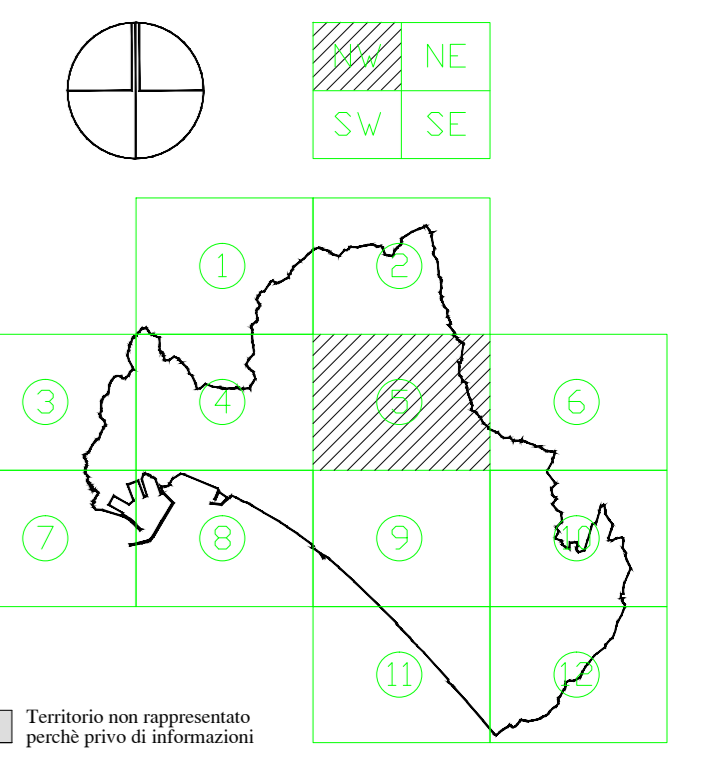 NW NE
SW SE
1 2
3 4 5 6
7 8 9 10
11 12
Territorio non rappresentato
perchè privo di informazioni